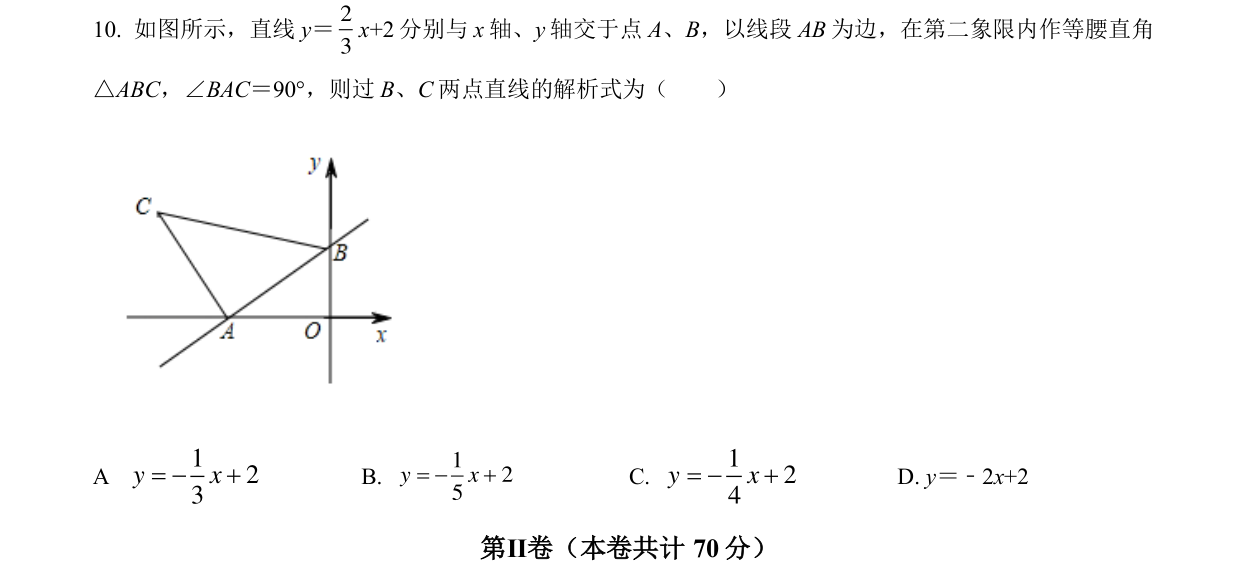 10. 如图所示，直线 y＝2/3 x+2 分别与 x 轴、y 轴交于点 A、B，以线段 AB 为边，在第二象限内作等腰直角
△ABC，∠BAC＝90°，则过 B、C 两点直线的解析式为（　　）
y
C
B
A
O
x
A y=-1/3 x+2 B. y=-1/5 x+2 C. y=-1/4 x+2 D. y＝﹣2x+2
第II卷（本卷共计 70 分）